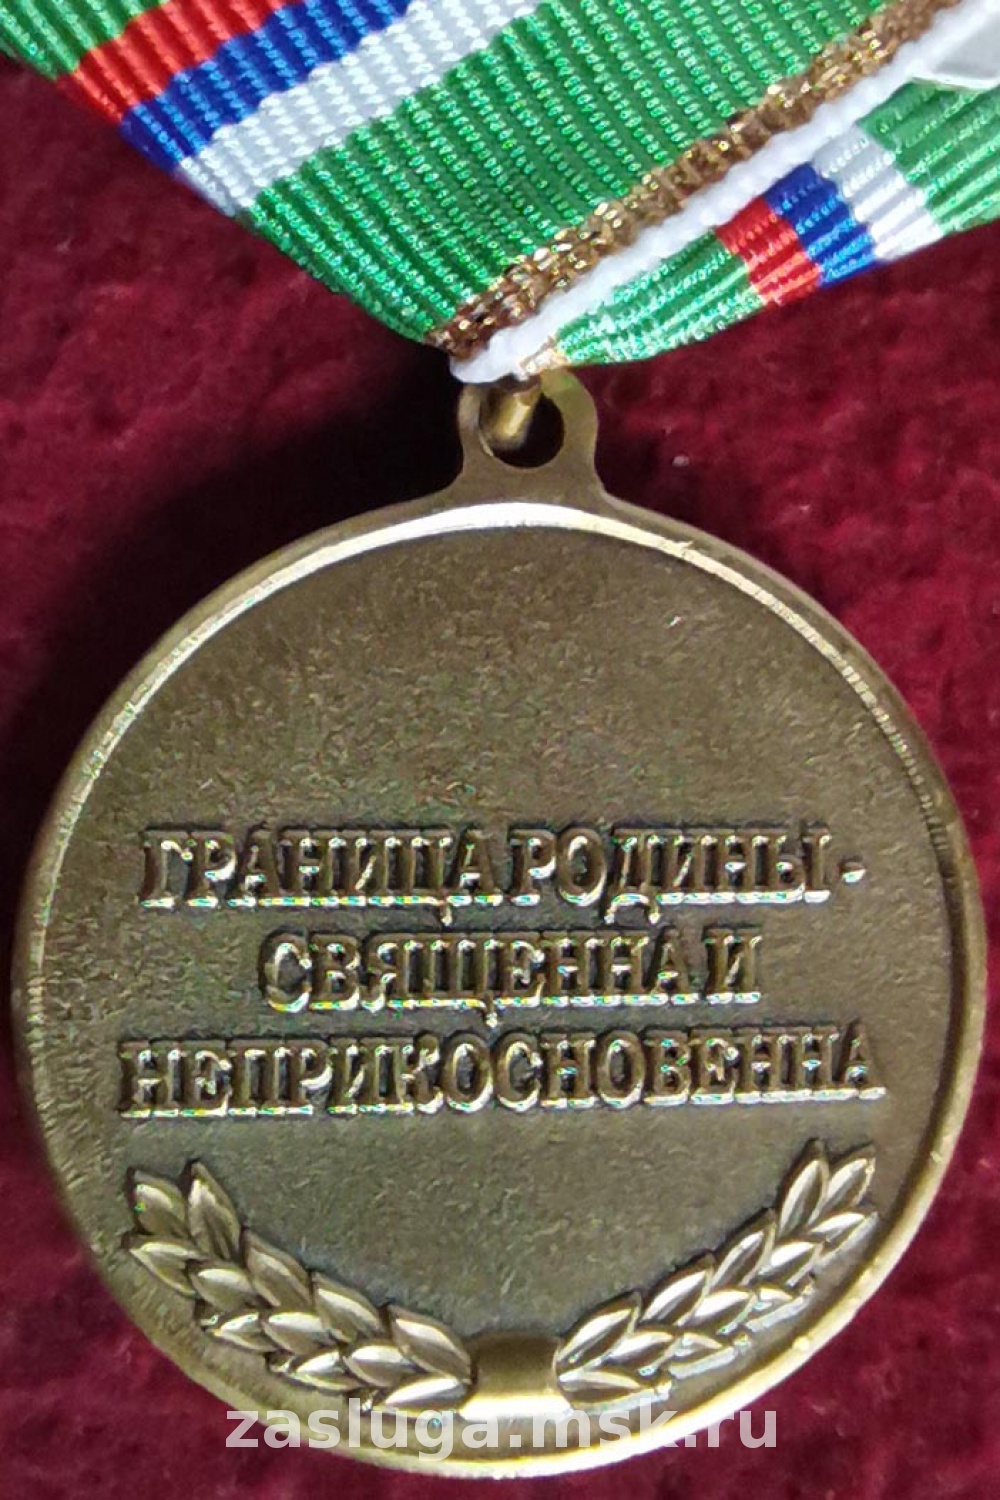 ГРАНИЦА РОДИНЫ -
СВЯЩЕННА И
НЕПРИКОСНОВЕННА
zasluga.msk.ru